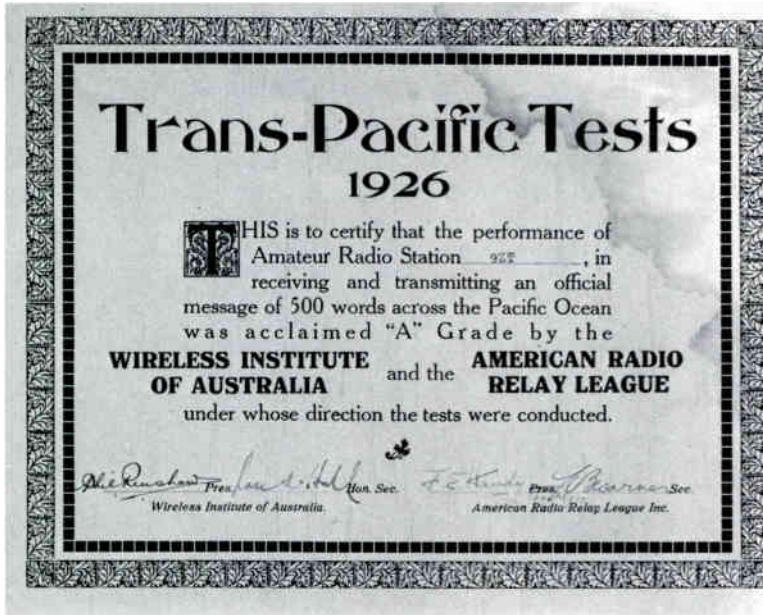 Trans-Pacific Tests
1926
THIS is to certify that the performance of
Amateur Radio Station 9ZT, in
receiving and transmitting an official
message of 500 words across the Pacific Ocean
was acclaimed "A" Grade by the
WIRELESS INSTITUTE OF AUSTRALIA and the AMERICAN RADIO RELAY LEAGUE
under whose direction the tests were conducted.
Pres. Hon. Sec. Pres. Sec.
Wireless Institute of Australia. American Radio Relay League Inc.